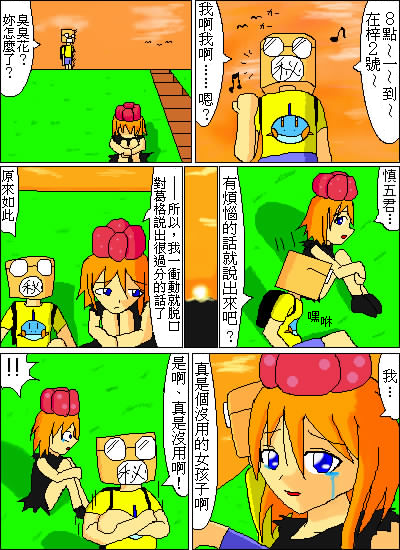 8點～一～到～
在梓2號～
我啊我啊……嗯?
秘
臭臭花?
妳怎麼了?
慎五君…
有煩惱的話就說出來吧?
嘿咻
──所以，我一衝動就脫口
對葛格說出很過分的話了
原來如此
秘
我…
真是個沒用的女孩子啊
是啊、真是沒用啊!
!!
秘